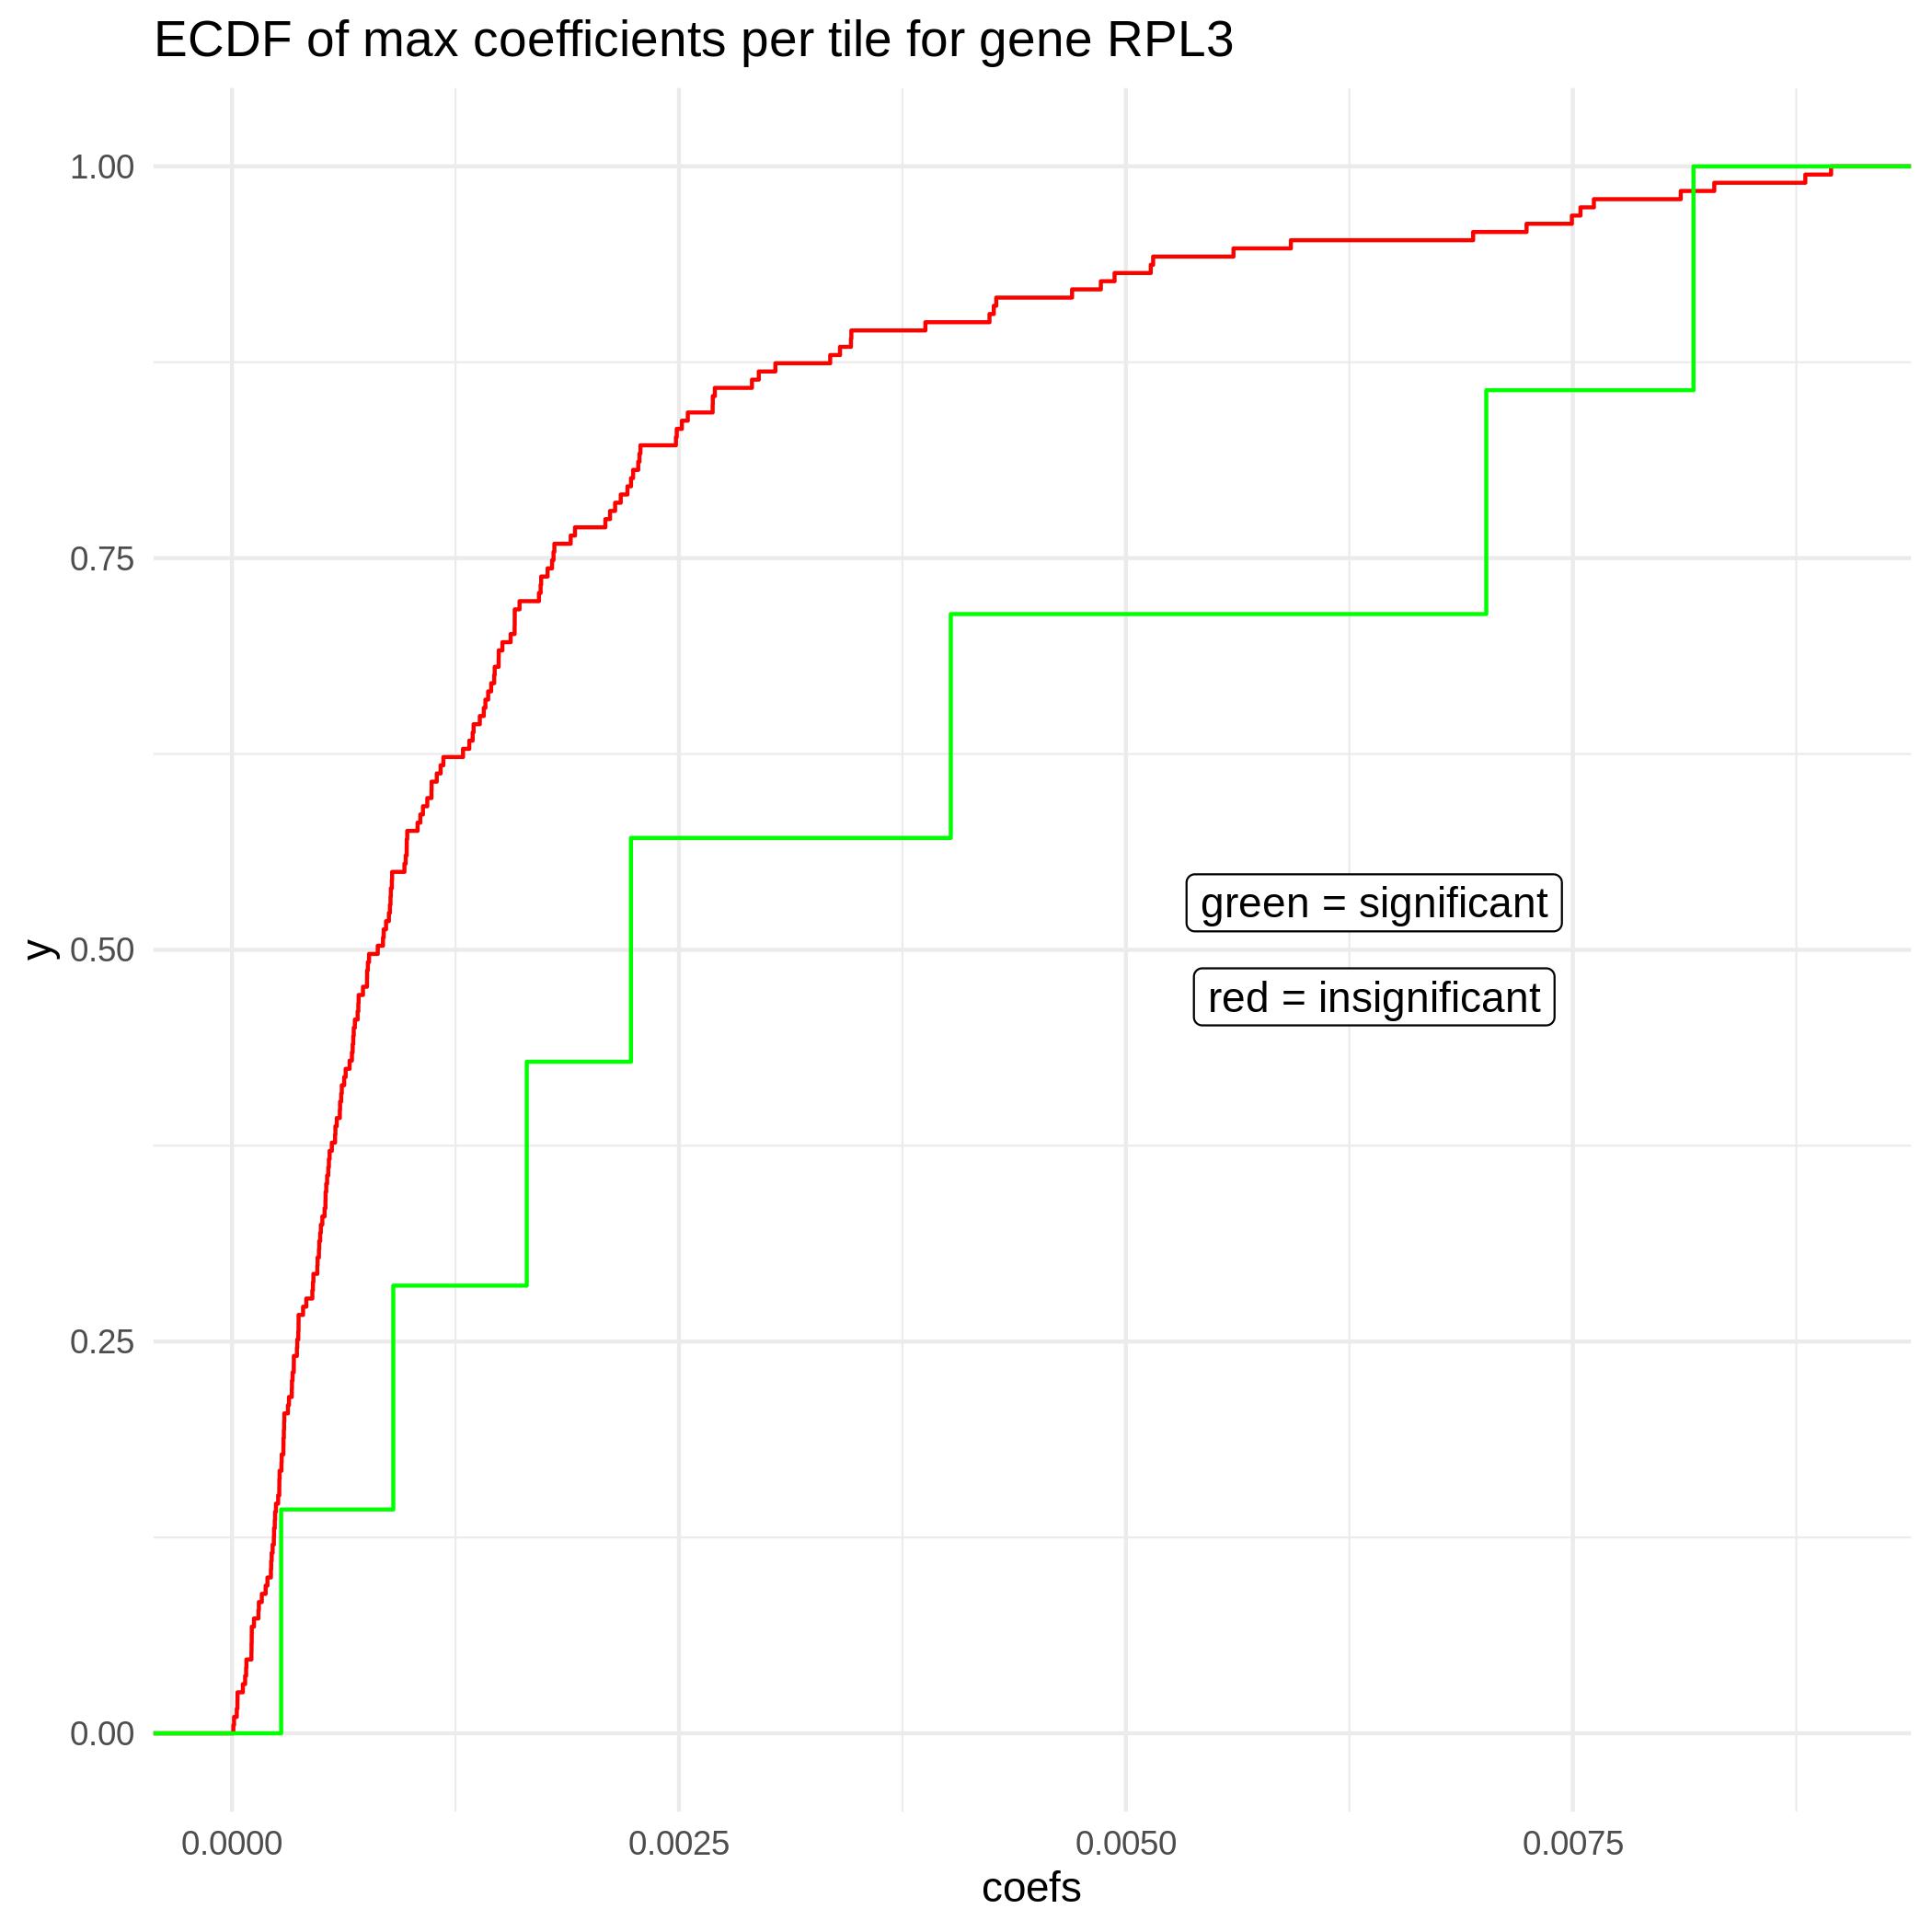 ECDF of max coefficients per tile for gene RPL3
1.00
0.75
0.50
0.25
0.00
y
green = significant
red = insignificant
0.0000
0.0025
0.0050
0.0075
coefs